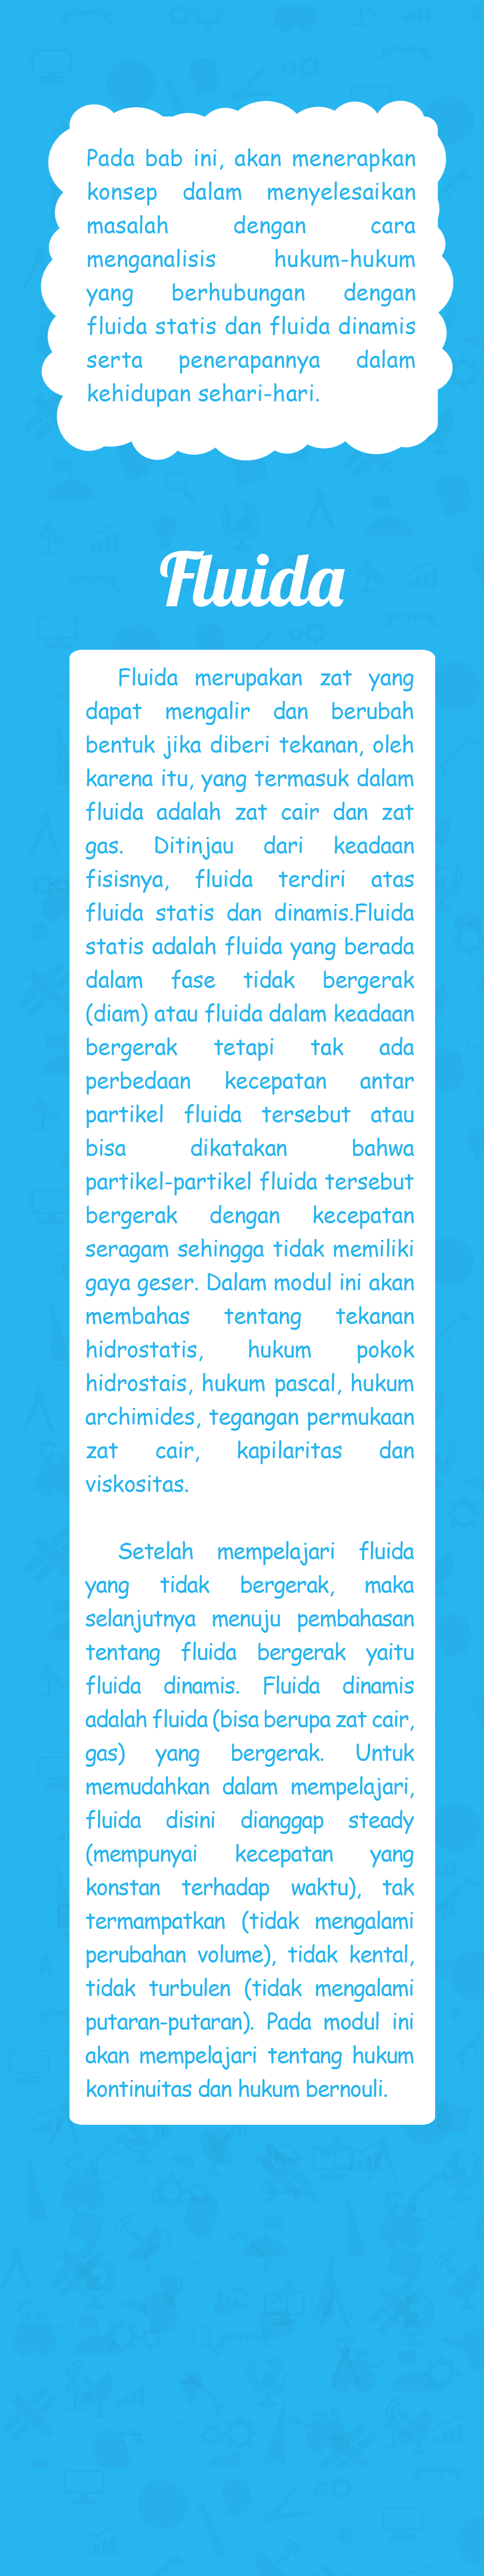 Pada bab ini, akan menerapkan
konsep dalam menyelesaikan
masalah dengan cara
menganalisis hukum-hukum
yang berhubungan dengan
fluida statis dan fluida dinamis
serta penerapannya dalam
kehidupan sehari-hari.
Fluida
Fluida merupakan zat yang
dapat mengalir dan berubah
bentuk jika diberi tekanan, oleh
karena itu, yang termasuk dalam
fluida adalah zat cair dan zat
gas. Ditinjau dari keadaan
fisisnya, fluida terdiri atas
fluida statis dan dinamis.Fluida
statis adalah fluida yang berada
dalam fase tidak bergerak
(diam) atau fluida dalam keadaan
bergerak tetapi tak ada
perbedaan kecepatan antar
partikel fluida tersebut atau
bisa dikatakan bahwa
partikel-partikel fluida tersebut
bergerak dengan kecepatan
seragam sehingga tidak memiliki
gaya geser. Dalam modul ini akan
membahas tentang tekanan
hidrostatis, hukum pokok
hidrostais, hukum pascal, hukum
archimides, tegangan permukaan
zat cair, kapilaritas dan
viskositas.
Setelah mempelajari fluida
yang tidak bergerak, maka
selanjutnya menuju pembahasan
tentang fluida bergerak yaitu
fluida dinamis. Fluida dinamis
adalah fluida (bisa berupa zat cair,
gas) yang bergerak. Untuk
memudahkan dalam mempelajari,
fluida disini dianggap steady
(mempunyai kecepatan yang
konstan terhadap waktu), tak
termampatkan (tidak mengalami
perubahan volume), tidak kental,
tidak turbulen (tidak mengalami
putaran-putaran). Pada modul ini
akan mempelajari tentang hukum
kontinuitas dan hukum bernouli.